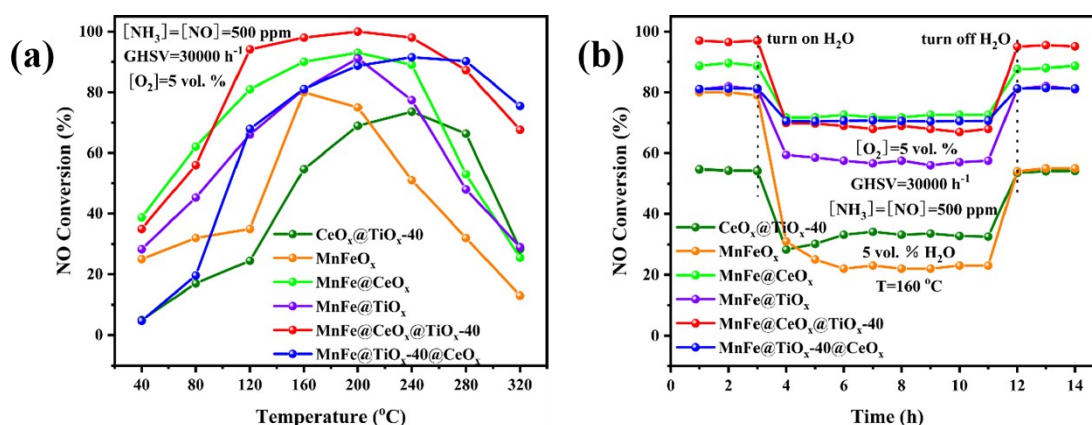 (a)
[NH₃]=[NO]=500 ppm
GHSV=30000 h⁻¹
[O₂]=5 vol. %
NO Conversion (%)
100
80
60
40
20
0
CeOₓ@TiOₓ-40
MnFeOₓ
MnFe@CeOₓ
MnFe@TiOₓ
MnFe@CeOₓ@TiOₓ-40
MnFe@TiOₓ-40@CeOₓ
40 80 120 160 200 240 280 320
Temperature (°C)
(b)
turn on H₂O
turn off H₂O
NO Conversion (%)
100
80
60
40
20
0
[O₂]=5 vol. %
GHSV=30000 h⁻¹
[NH₃]=[NO]=500 ppm
5 vol. % H₂O
T=160 °C
CeOₓ@TiOₓ-40
MnFeOₓ
MnFe@CeOₓ
MnFe@TiOₓ
MnFe@CeOₓ@TiOₓ-40
MnFe@TiOₓ-40@CeOₓ
0 2 4 6 8 10 12 14
Time (h)